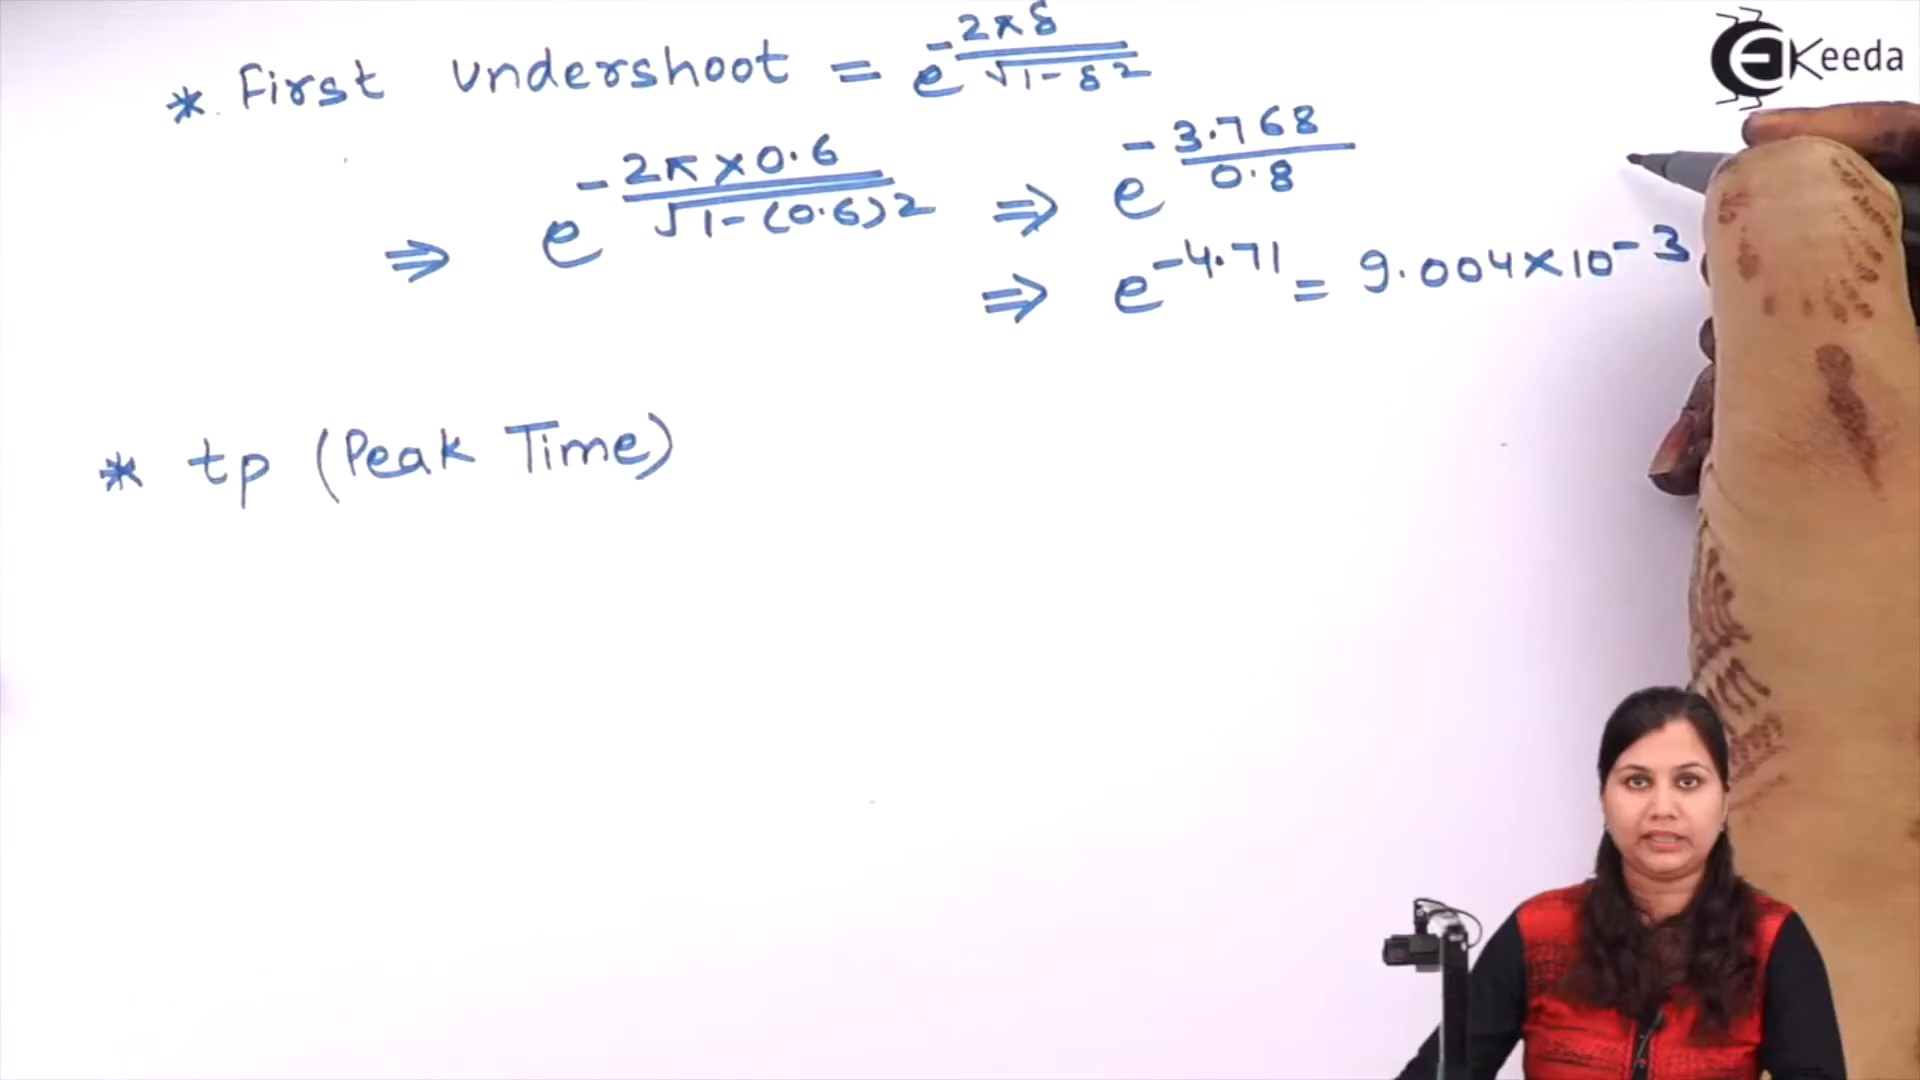 EKeeda
* First undershoot = e^-2πδ/√1-δ2
⇒ e^-2π×0.6/√1-(0.6)2 ⇒ e^-3.768/0.8
⇒ e^-4.71 = 9.004×10^-3
* tp (Peak Time)